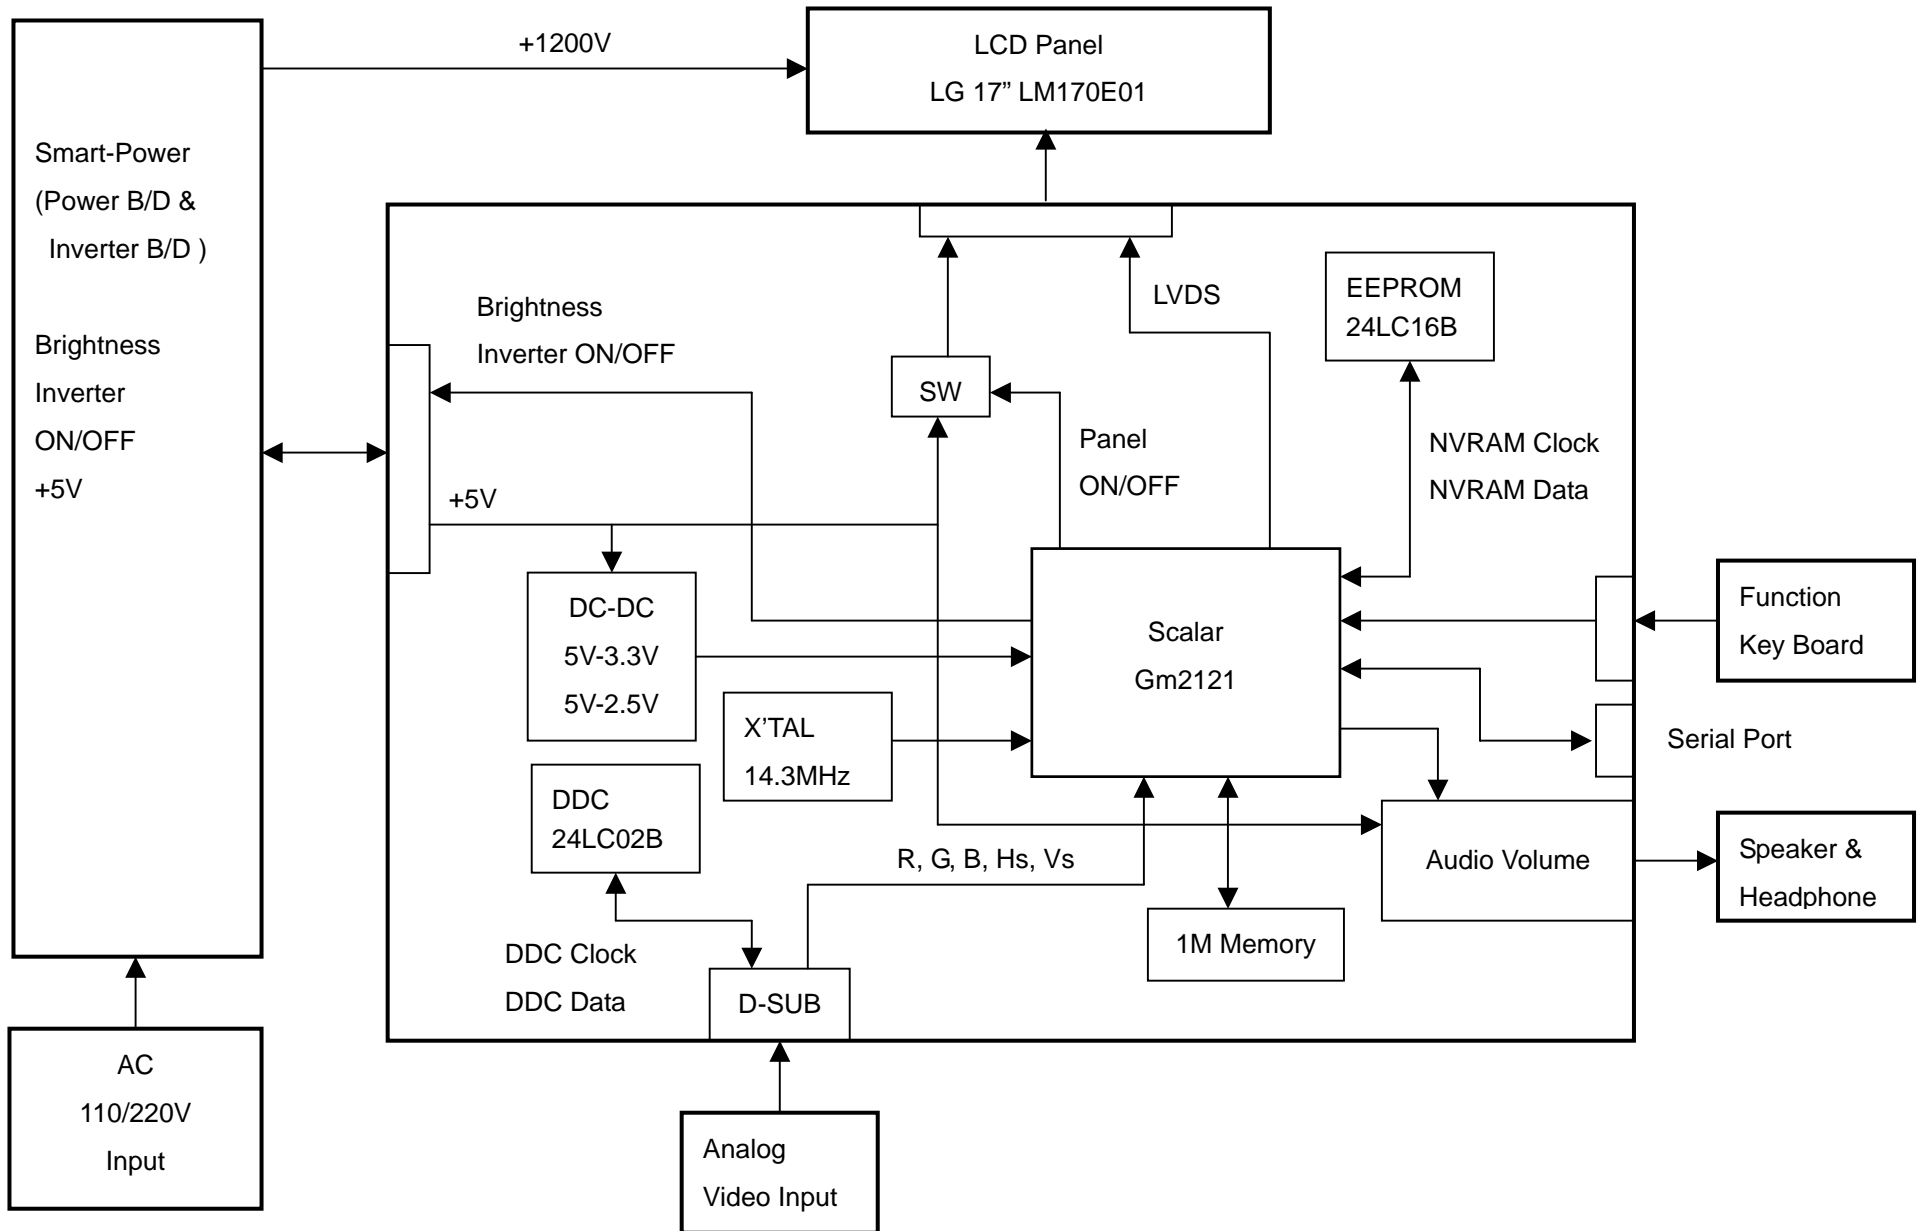 +1200V
LCD Panel
LG 17” LM170E01
Smart-Power
(Power B/D &
Inverter B/D )
Brightness
Inverter
ON/OFF
+5V
Brightness
Inverter ON/OFF
LVDS
EEPROM
24LC16B
SW
Panel
ON/OFF
NVRAM Clock
NVRAM Data
+5V
DC-DC
5V-3.3V
5V-2.5V
Scalar
Gm2121
Function
Key Board
X’TAL
14.3MHz
Serial Port
DDC
24LC02B
R, G, B, Hs, Vs
Audio Volume
Speaker &
Headphone
1M Memory
DDC Clock
DDC Data
D-SUB
AC
110/220V
Input
Analog
Video Input